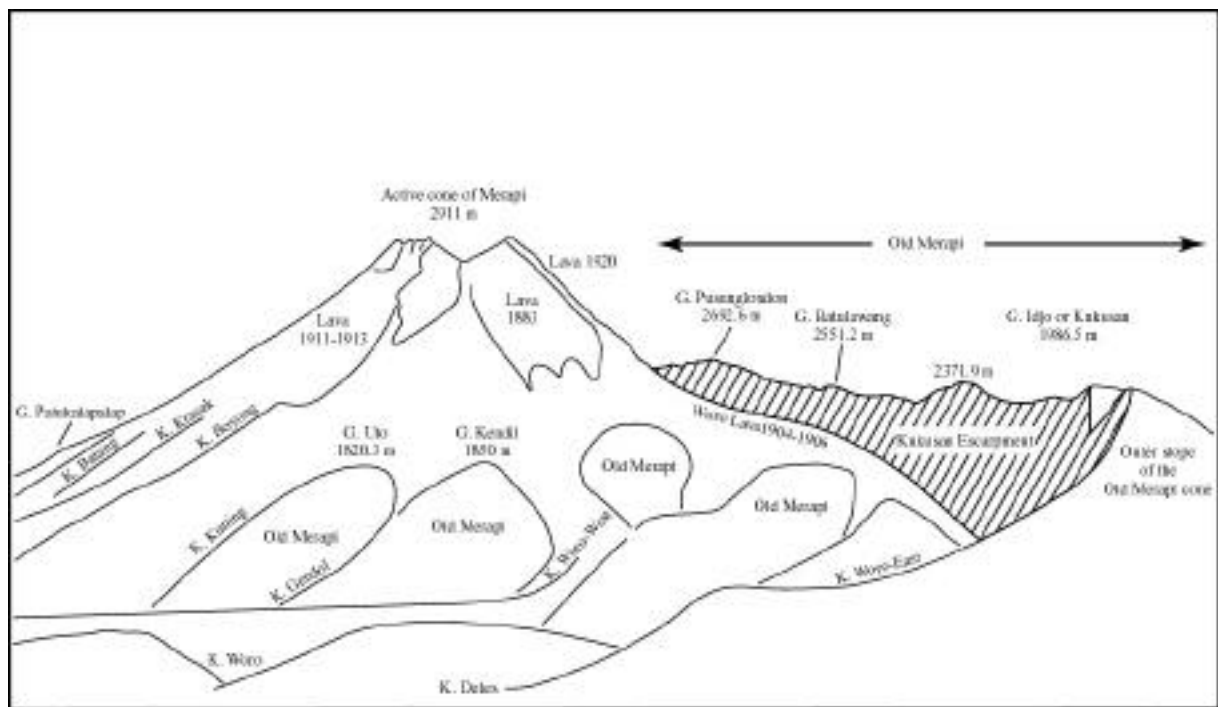 Active cone of Merapi
2911 m
Old Merapi
Lava 1920
G. Pusunglondon
2692.6 m
G. Batulawang
2551.2 m
G. Idjo or Kukusan
1986.5 m
Lava
1883
Lava
1911-1913
2371.9 m
G. Patukalapalap
K. Batang
K. Krasak
K. Bejong
Woro Lava 1904-1906
Kukusan Escarpment
Outer slope
of the
Old Merapi cone
G. Uto
1820.3 m
G. Kendil
1850 m
Old Merapi
Old Merapi
Old Merapi
Old Merapi
K. Kuning
K. Gendol
K. Woro-West
K. Woro-East
K. Woro
K. Deles